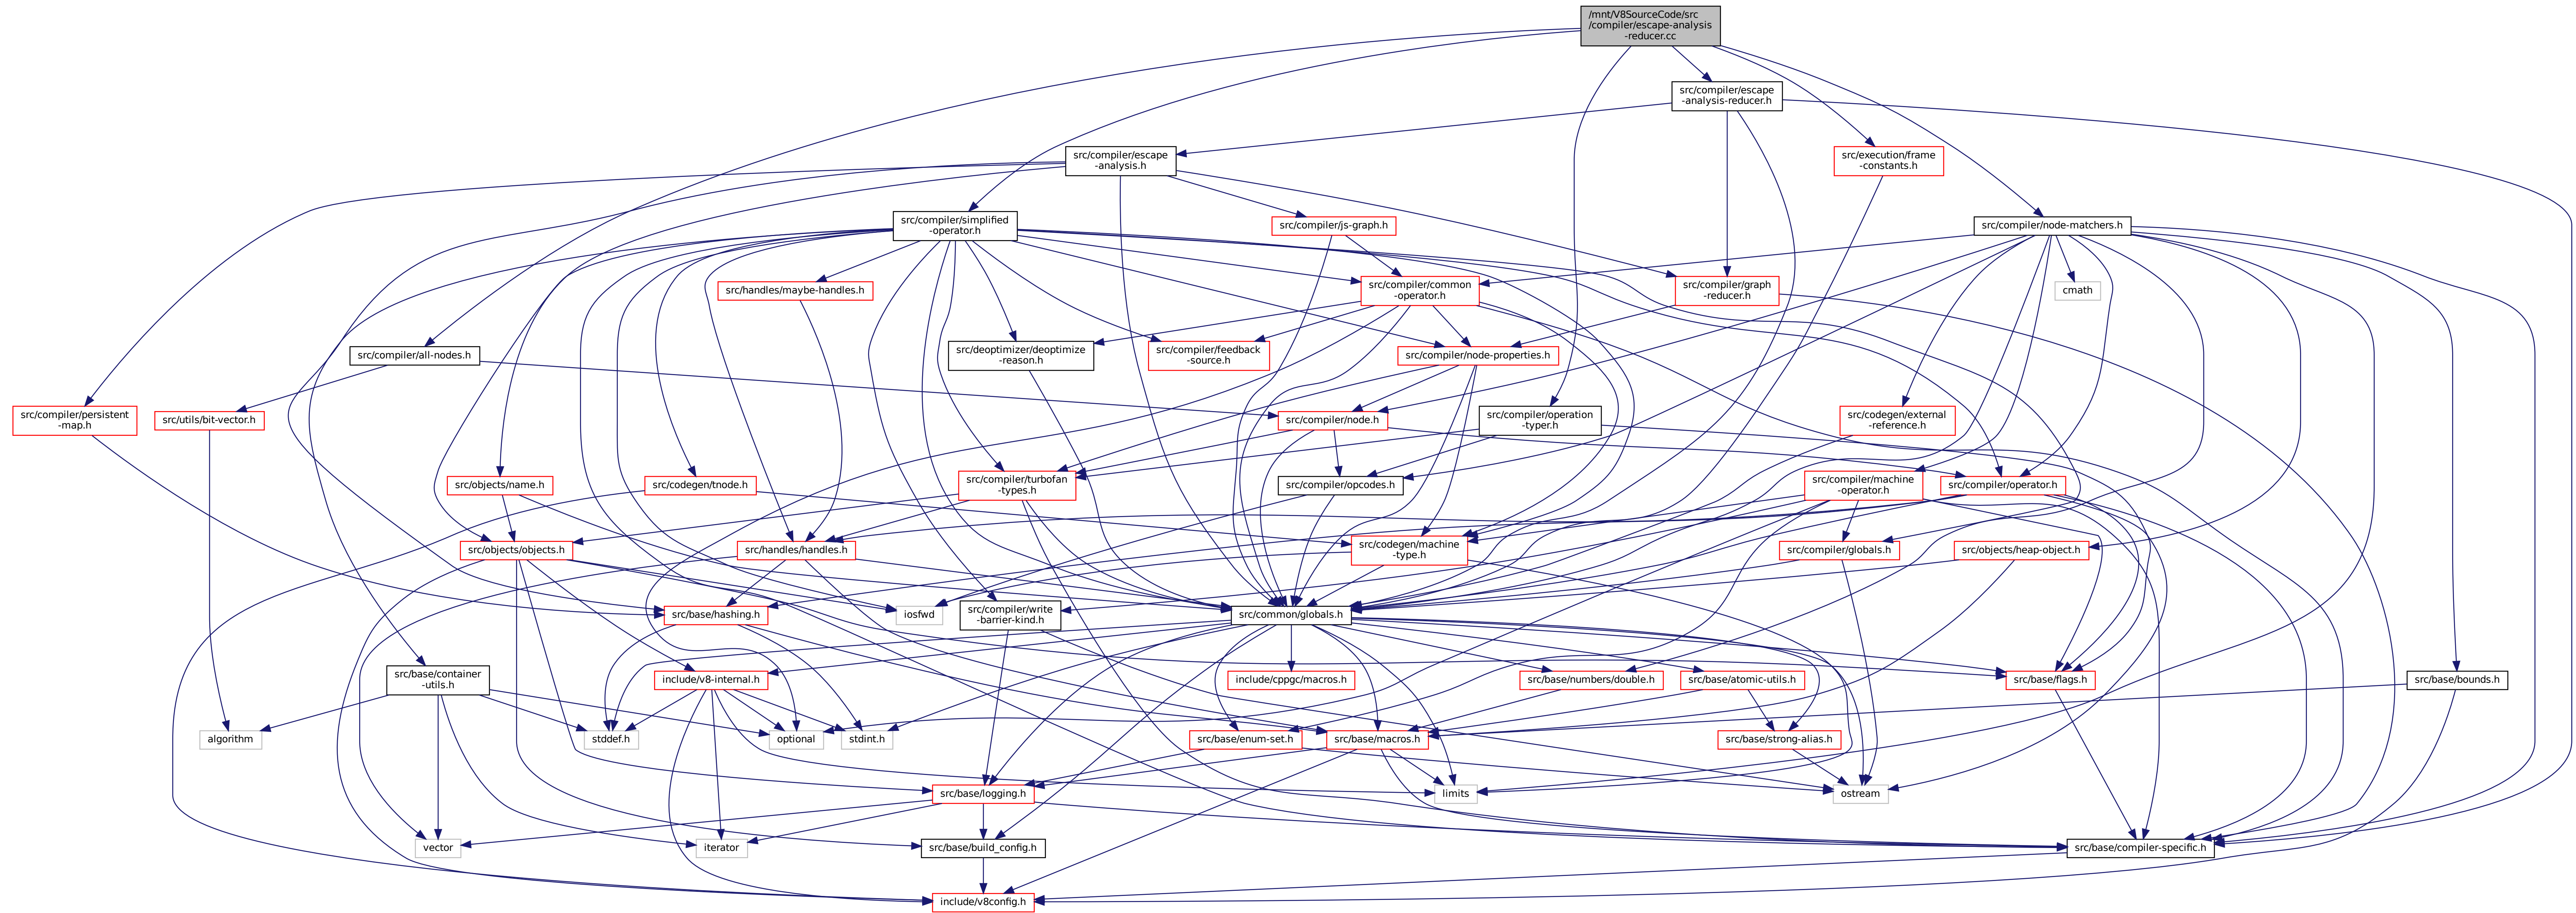 /mnt/V8SourceCode/src
/compiler/escape-analysis
-reducer.cc
src/compiler/escape
-analysis-reducer.h
src/compiler/escape
-analysis.h
src/execution/frame
-constants.h
src/compiler/simplified
-operator.h
src/compiler/js-graph.h
src/compiler/node-matchers.h
src/handles/maybe-handles.h
src/compiler/common
-operator.h
src/compiler/graph
-reducer.h
cmath
src/compiler/all-nodes.h
src/deoptimizer/deoptimize
-reason.h
src/compiler/feedback
-source.h
src/compiler/node-properties.h
src/compiler/persistent
-map.h
src/utils/bit-vector.h
src/compiler/node.h
src/compiler/operation
-typer.h
src/codegen/external
-reference.h
src/objects/name.h
src/codegen/tnode.h
src/compiler/turbofan
-types.h
src/compiler/opcodes.h
src/compiler/machine
-operator.h
src/compiler/operator.h
src/objects/objects.h
src/handles/handles.h
src/codegen/machine
-type.h
src/compiler/globals.h
src/objects/heap-object.h
src/base/hashing.h
iosfwd
src/compiler/write
-barrier-kind.h
src/common/globals.h
src/base/container
-utils.h
include/v8-internal.h
include/cppgc/macros.h
src/base/numbers/double.h
src/base/atomic-utils.h
src/base/flags.h
src/base/bounds.h
algorithm
stddef.h
optional
stdint.h
src/base/enum-set.h
src/base/macros.h
src/base/strong-alias.h
src/base/logging.h
limits
ostream
vector
iterator
src/base/build_config.h
src/base/compiler-specific.h
include/v8config.h